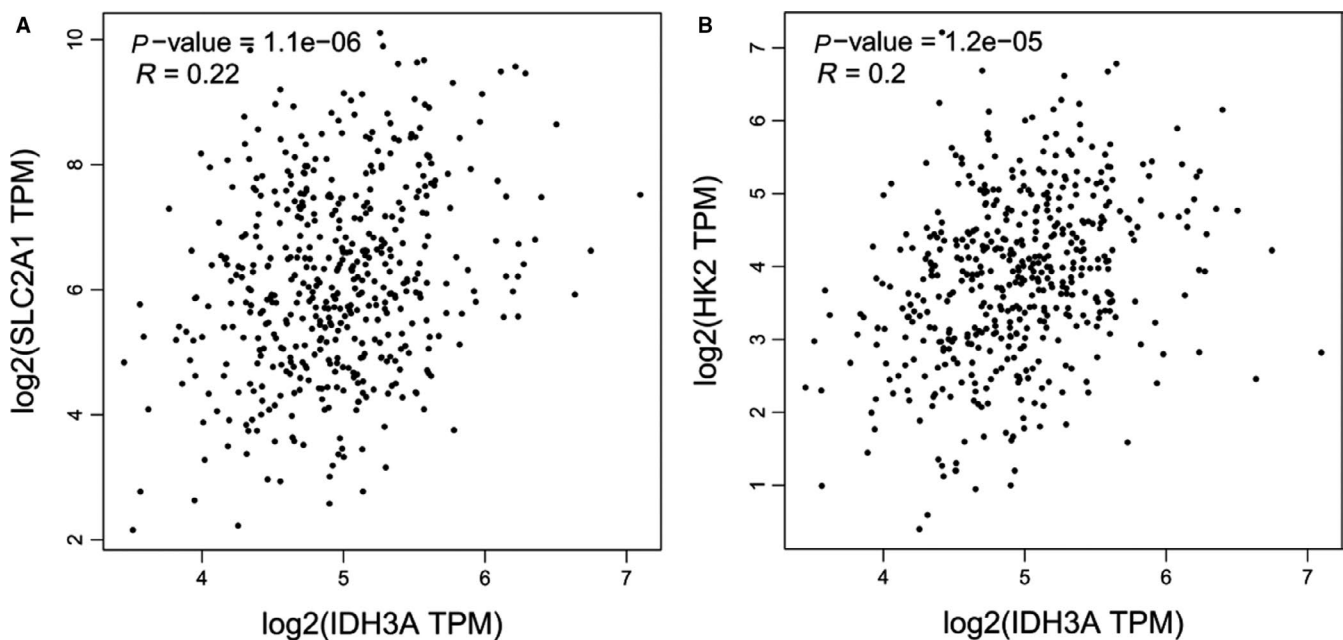 A
P-value = 1.1e-06
R = 0.22
log2(SLC2A1 TPM)
10
8
6
4
2
4 5 6 7
log2(IDH3A TPM)
B
P-value = 1.2e-05
R = 0.2
log2(HK2 TPM)
7
6
5
4
3
2
1
4 5 6 7
log2(IDH3A TPM)